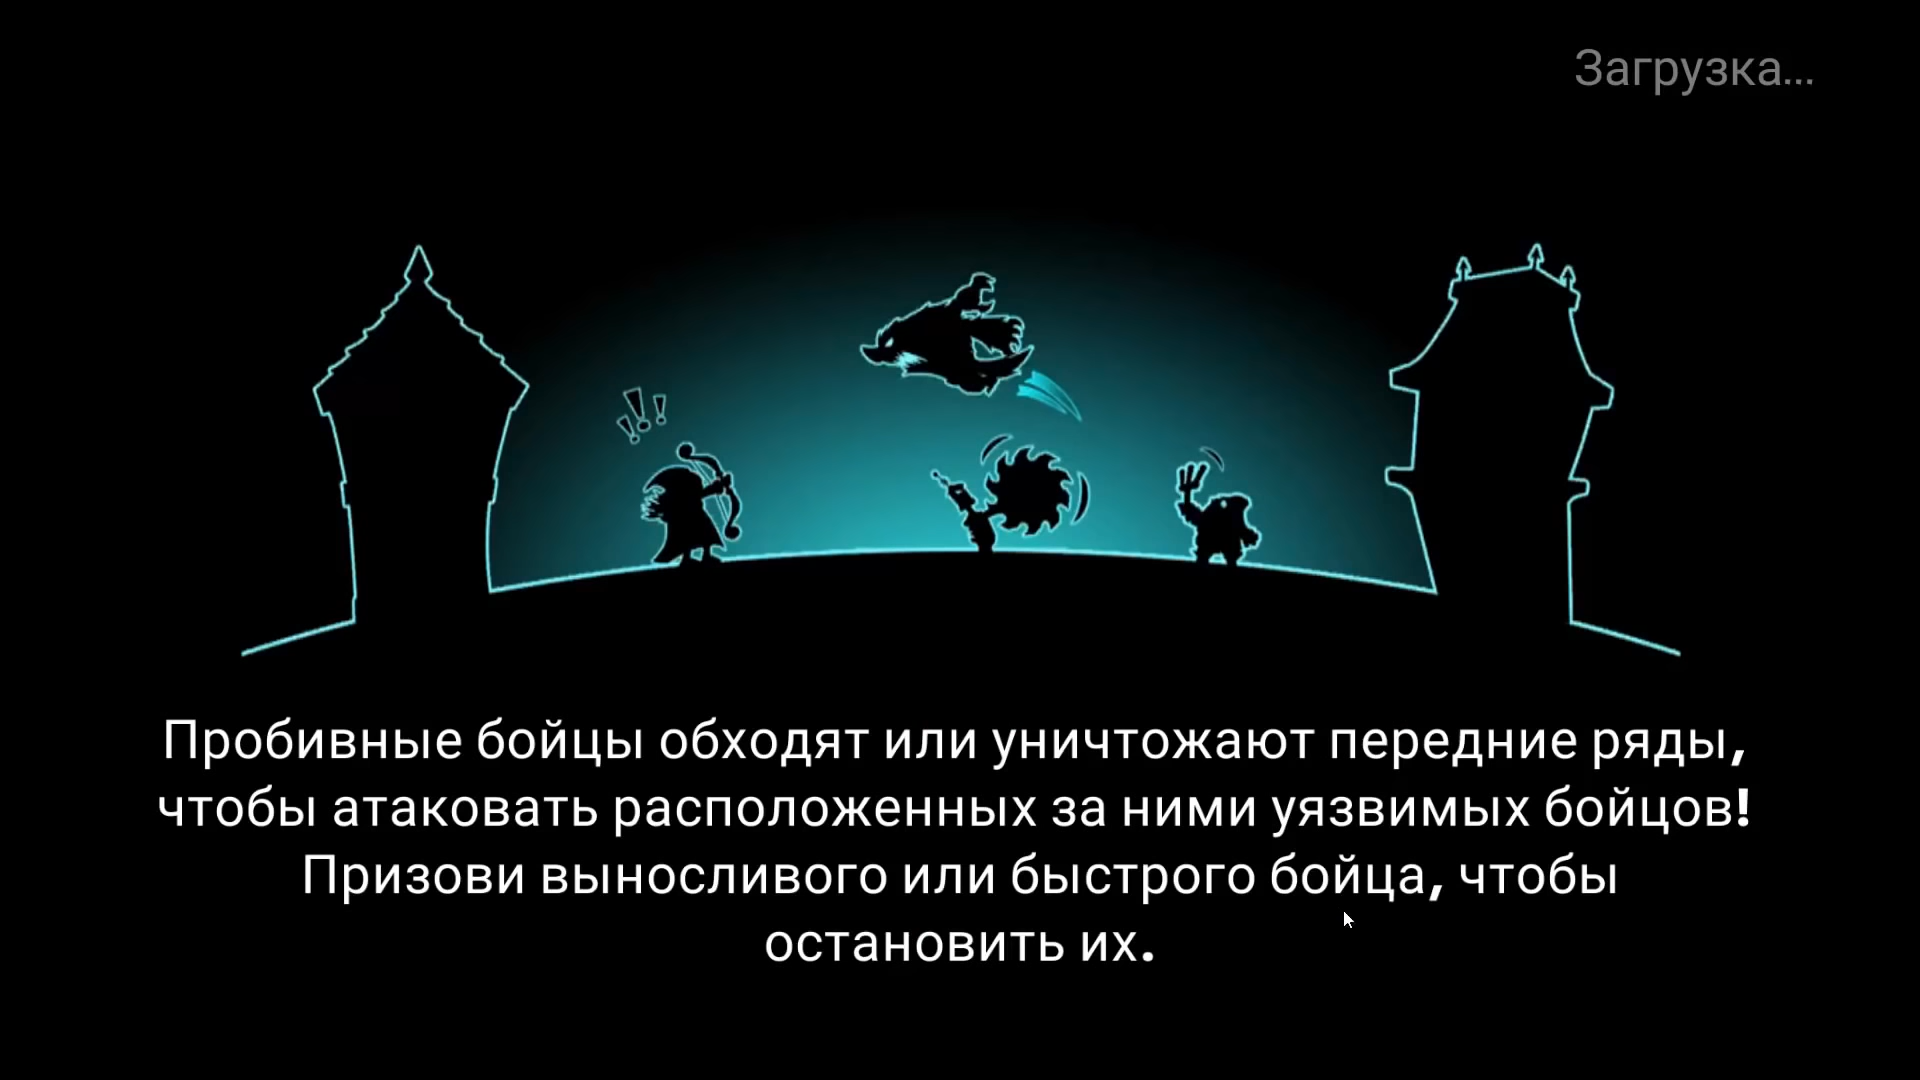 Загрузка...
!!!
Пробивные бойцы обходят или уничтожают передние ряды,
чтобы атаковать расположенных за ними уязвимых бойцов!
Призови выносливого или быстрого бойца, чтобы
остановить их.